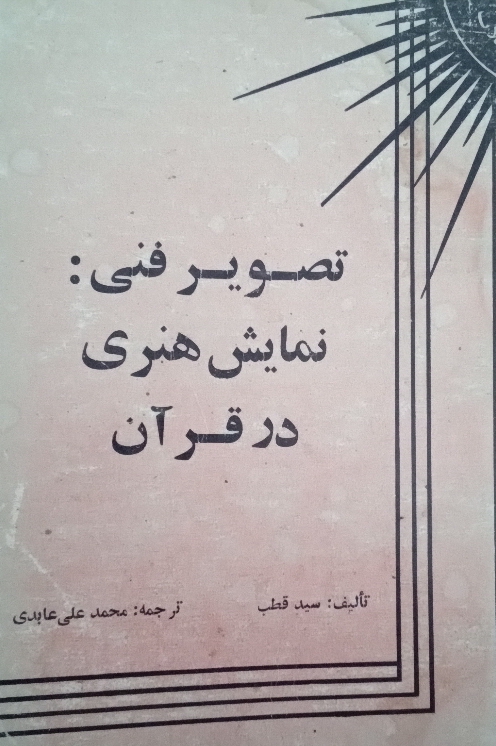 تصویر فنی:
نمایش هنری
در قرآن
تألیف: سید قطب ترجمه: محمد علی عابدی